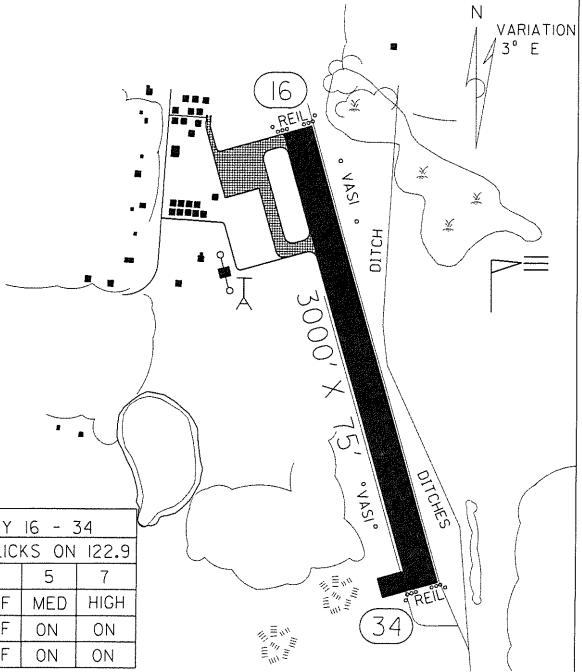 N
VARIATION
3° E
16
REIL
VASI
DITCH
3000' X 75'
VASI
DITCHES
REIL
34
Y 16 - 34
LICKS ON 122.9
5 7
F MED HIGH
F ON ON
F ON ON